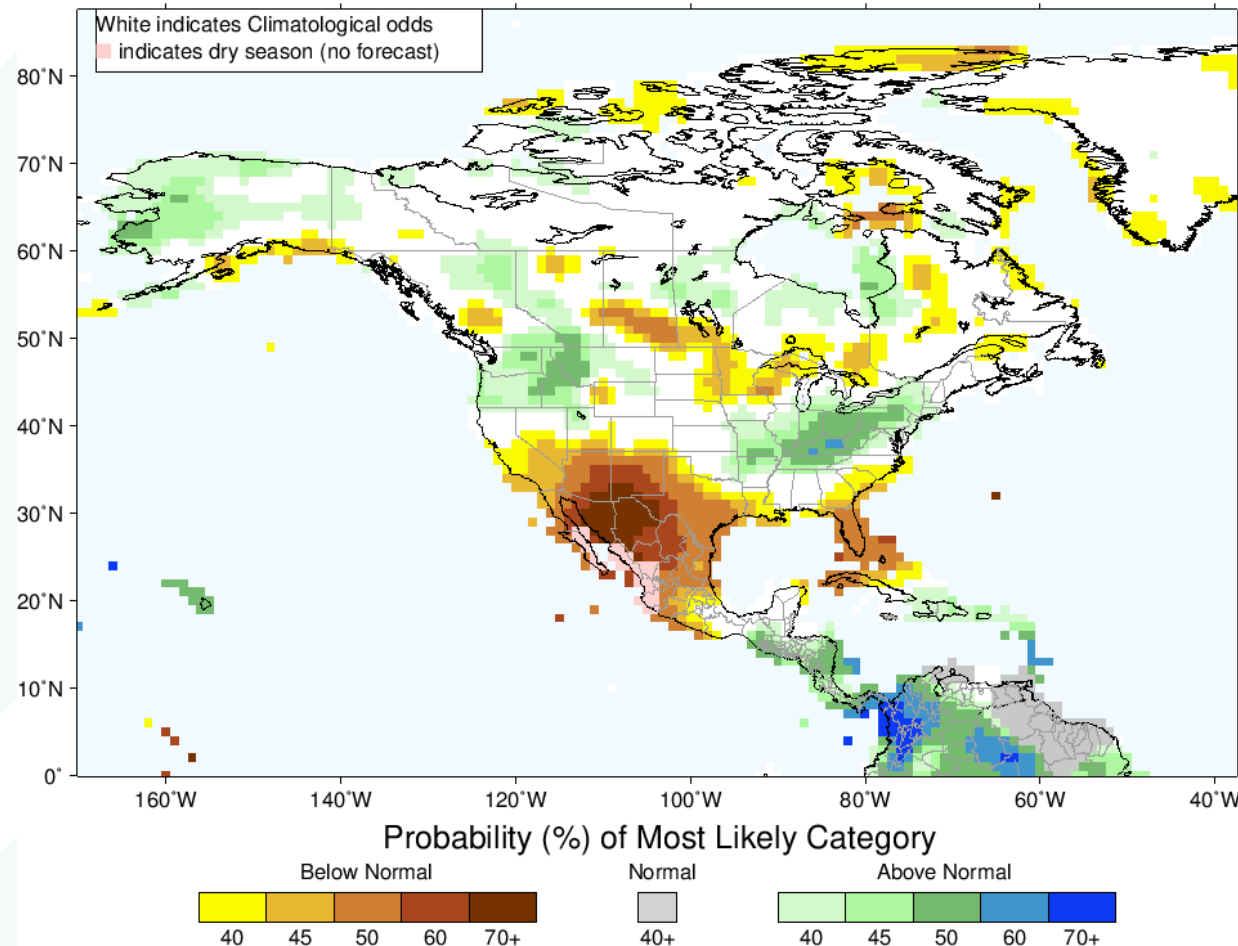 White indicates Climatological odds
indicates dry season (no forecast)
80˚N
70˚N
60˚N
50˚N
40˚N
30˚N
20˚N
10˚N
0˚
160˚W 140˚W 120˚W 100˚W 80˚W 60˚W 40˚W
Probability (%) of Most Likely Category
Below Normal Normal Above Normal
40 45 50 60 70+ 40+ 40 45 50 60 70+